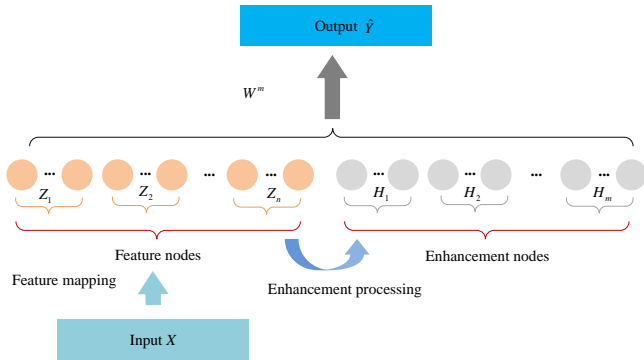 Output Ŷ
W^m
... ... ... ... ... ... ... ...
Z_1 Z_2 Z_n H_1 H_2 H_m
Feature nodes Enhancement nodes
Feature mapping Enhancement processing
Input X